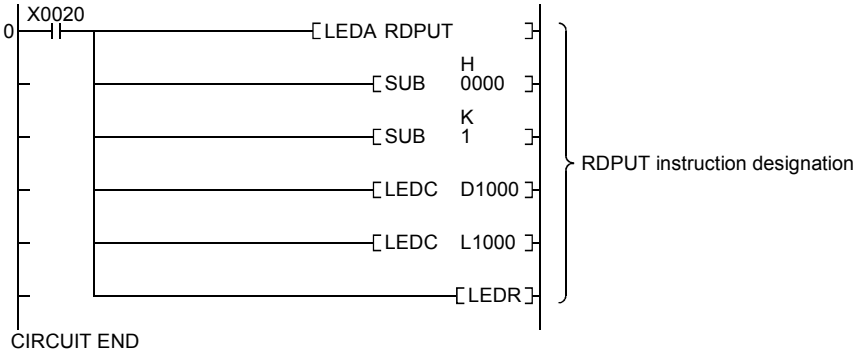 X0020
0 LEDA RDPUT
H
SUB 0000
K
SUB 1
RDPUT instruction designation
LEDC D1000
LEDC L1000
LEDR
CIRCUIT END